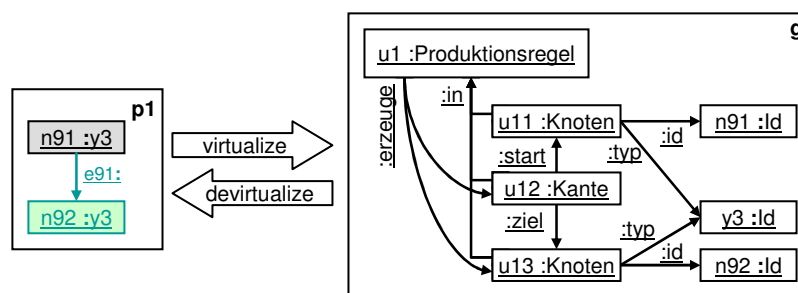 p1
n91 :y3
e91:
n92 :y3
virtualize
devirtualize
g
u1 :Produktionsregel
:erzeuge
:in
u11 :Knoten
:id
n91 :Id
:start
:typ
u12 :Kante
:ziel
:typ
y3 :Id
u13 :Knoten
:id
n92 :Id